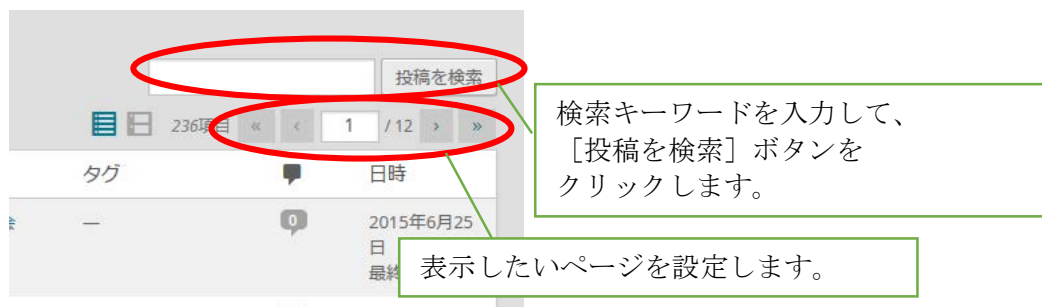 投稿を検索
236項目 « ‹ 1 / 12 › »
検索キーワードを入力して、
［投稿を検索］ボタンを
クリックします。
タグ 日時
— 0 2015年6月25
日
最終
表示したいページを設定します。